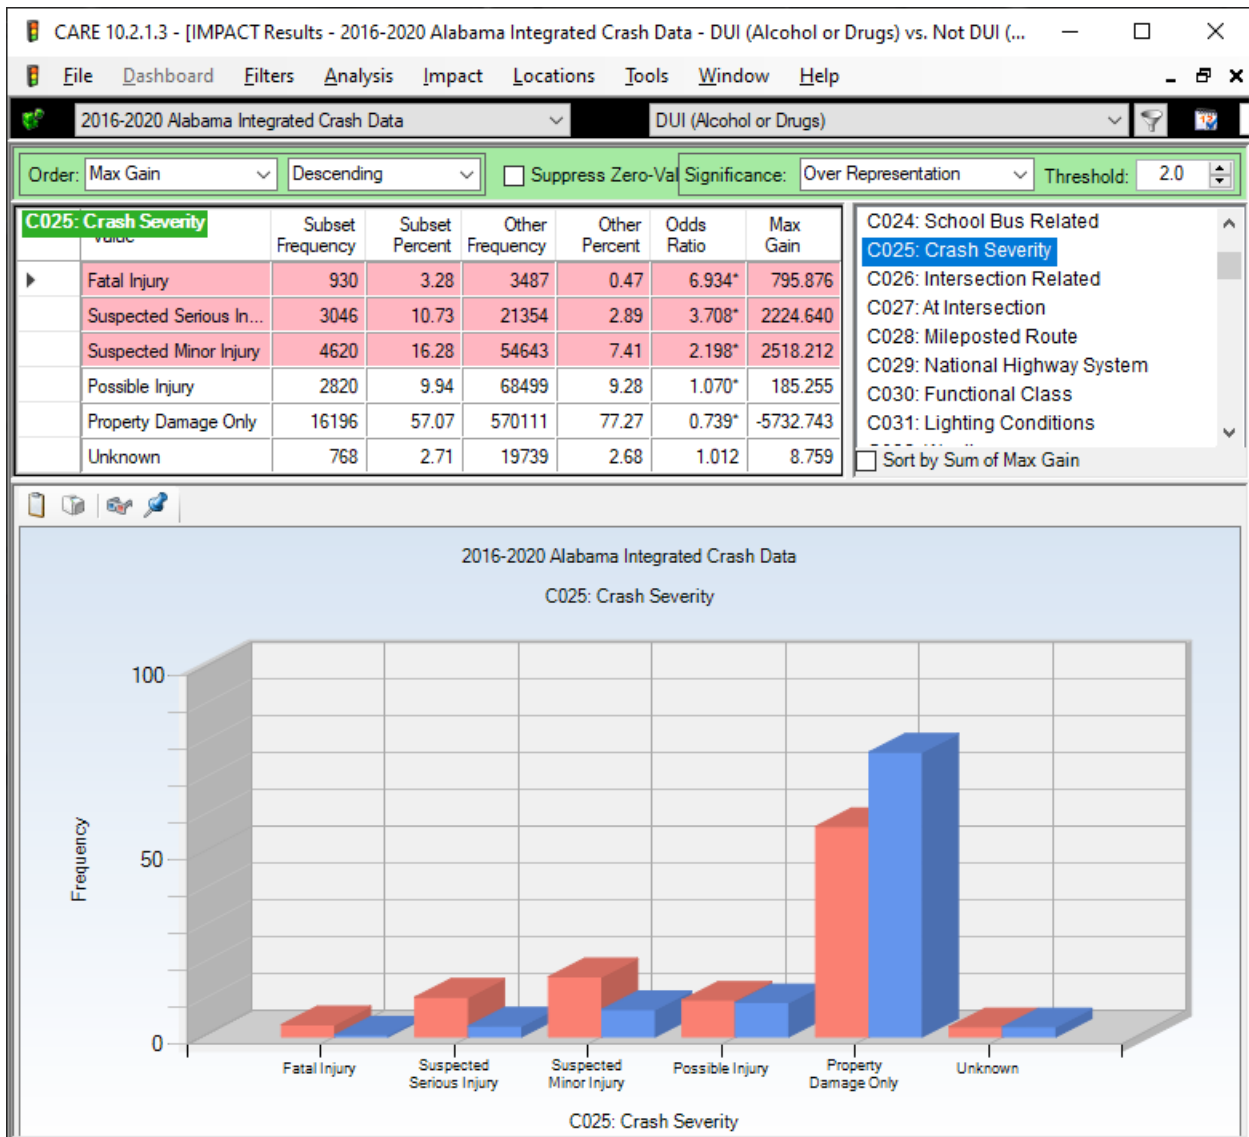 CARE 10.2.1.3 - [IMPACT Results - 2016-2020 Alabama Integrated Crash Data - DUI (Alcohol or Drugs) vs. Not DUI (...
File Dashboard Filters Analysis Impact Locations Tools Window Help
2016-2020 Alabama Integrated Crash Data DUI (Alcohol or Drugs)
Order: Max Gain Descending Suppress Zero-Val Significance: Over Representation Threshold: 2.0
C025: Crash Severity Subset Frequency Subset Percent Other Frequency Other Percent Odds Ratio Max Gain
Fatal Injury 930 3.28 3487 0.47 6.934* 795.876
Suspected Serious In... 3046 10.73 21354 2.89 3.708* 2224.640
Suspected Minor Injury 4620 16.28 54643 7.41 2.198* 2518.212
Possible Injury 2820 9.94 68499 9.28 1.070* 185.255
Property Damage Only 16196 57.07 570111 77.27 0.739* -5732.743
Unknown 768 2.71 19739 2.68 1.012 8.759
C024: School Bus Related
C025: Crash Severity
C026: Intersection Related
C027: At Intersection
C028: Mileposted Route
C029: National Highway System
C030: Functional Class
C031: Lighting Conditions
Sort by Sum of Max Gain
2016-2020 Alabama Integrated Crash Data
C025: Crash Severity
100
50
0
Frequency
Fatal Injury
Suspected
Serious Injury
Suspected
Minor Injury
Possible Injury
Property
Damage Only
Unknown
C025: Crash Severity